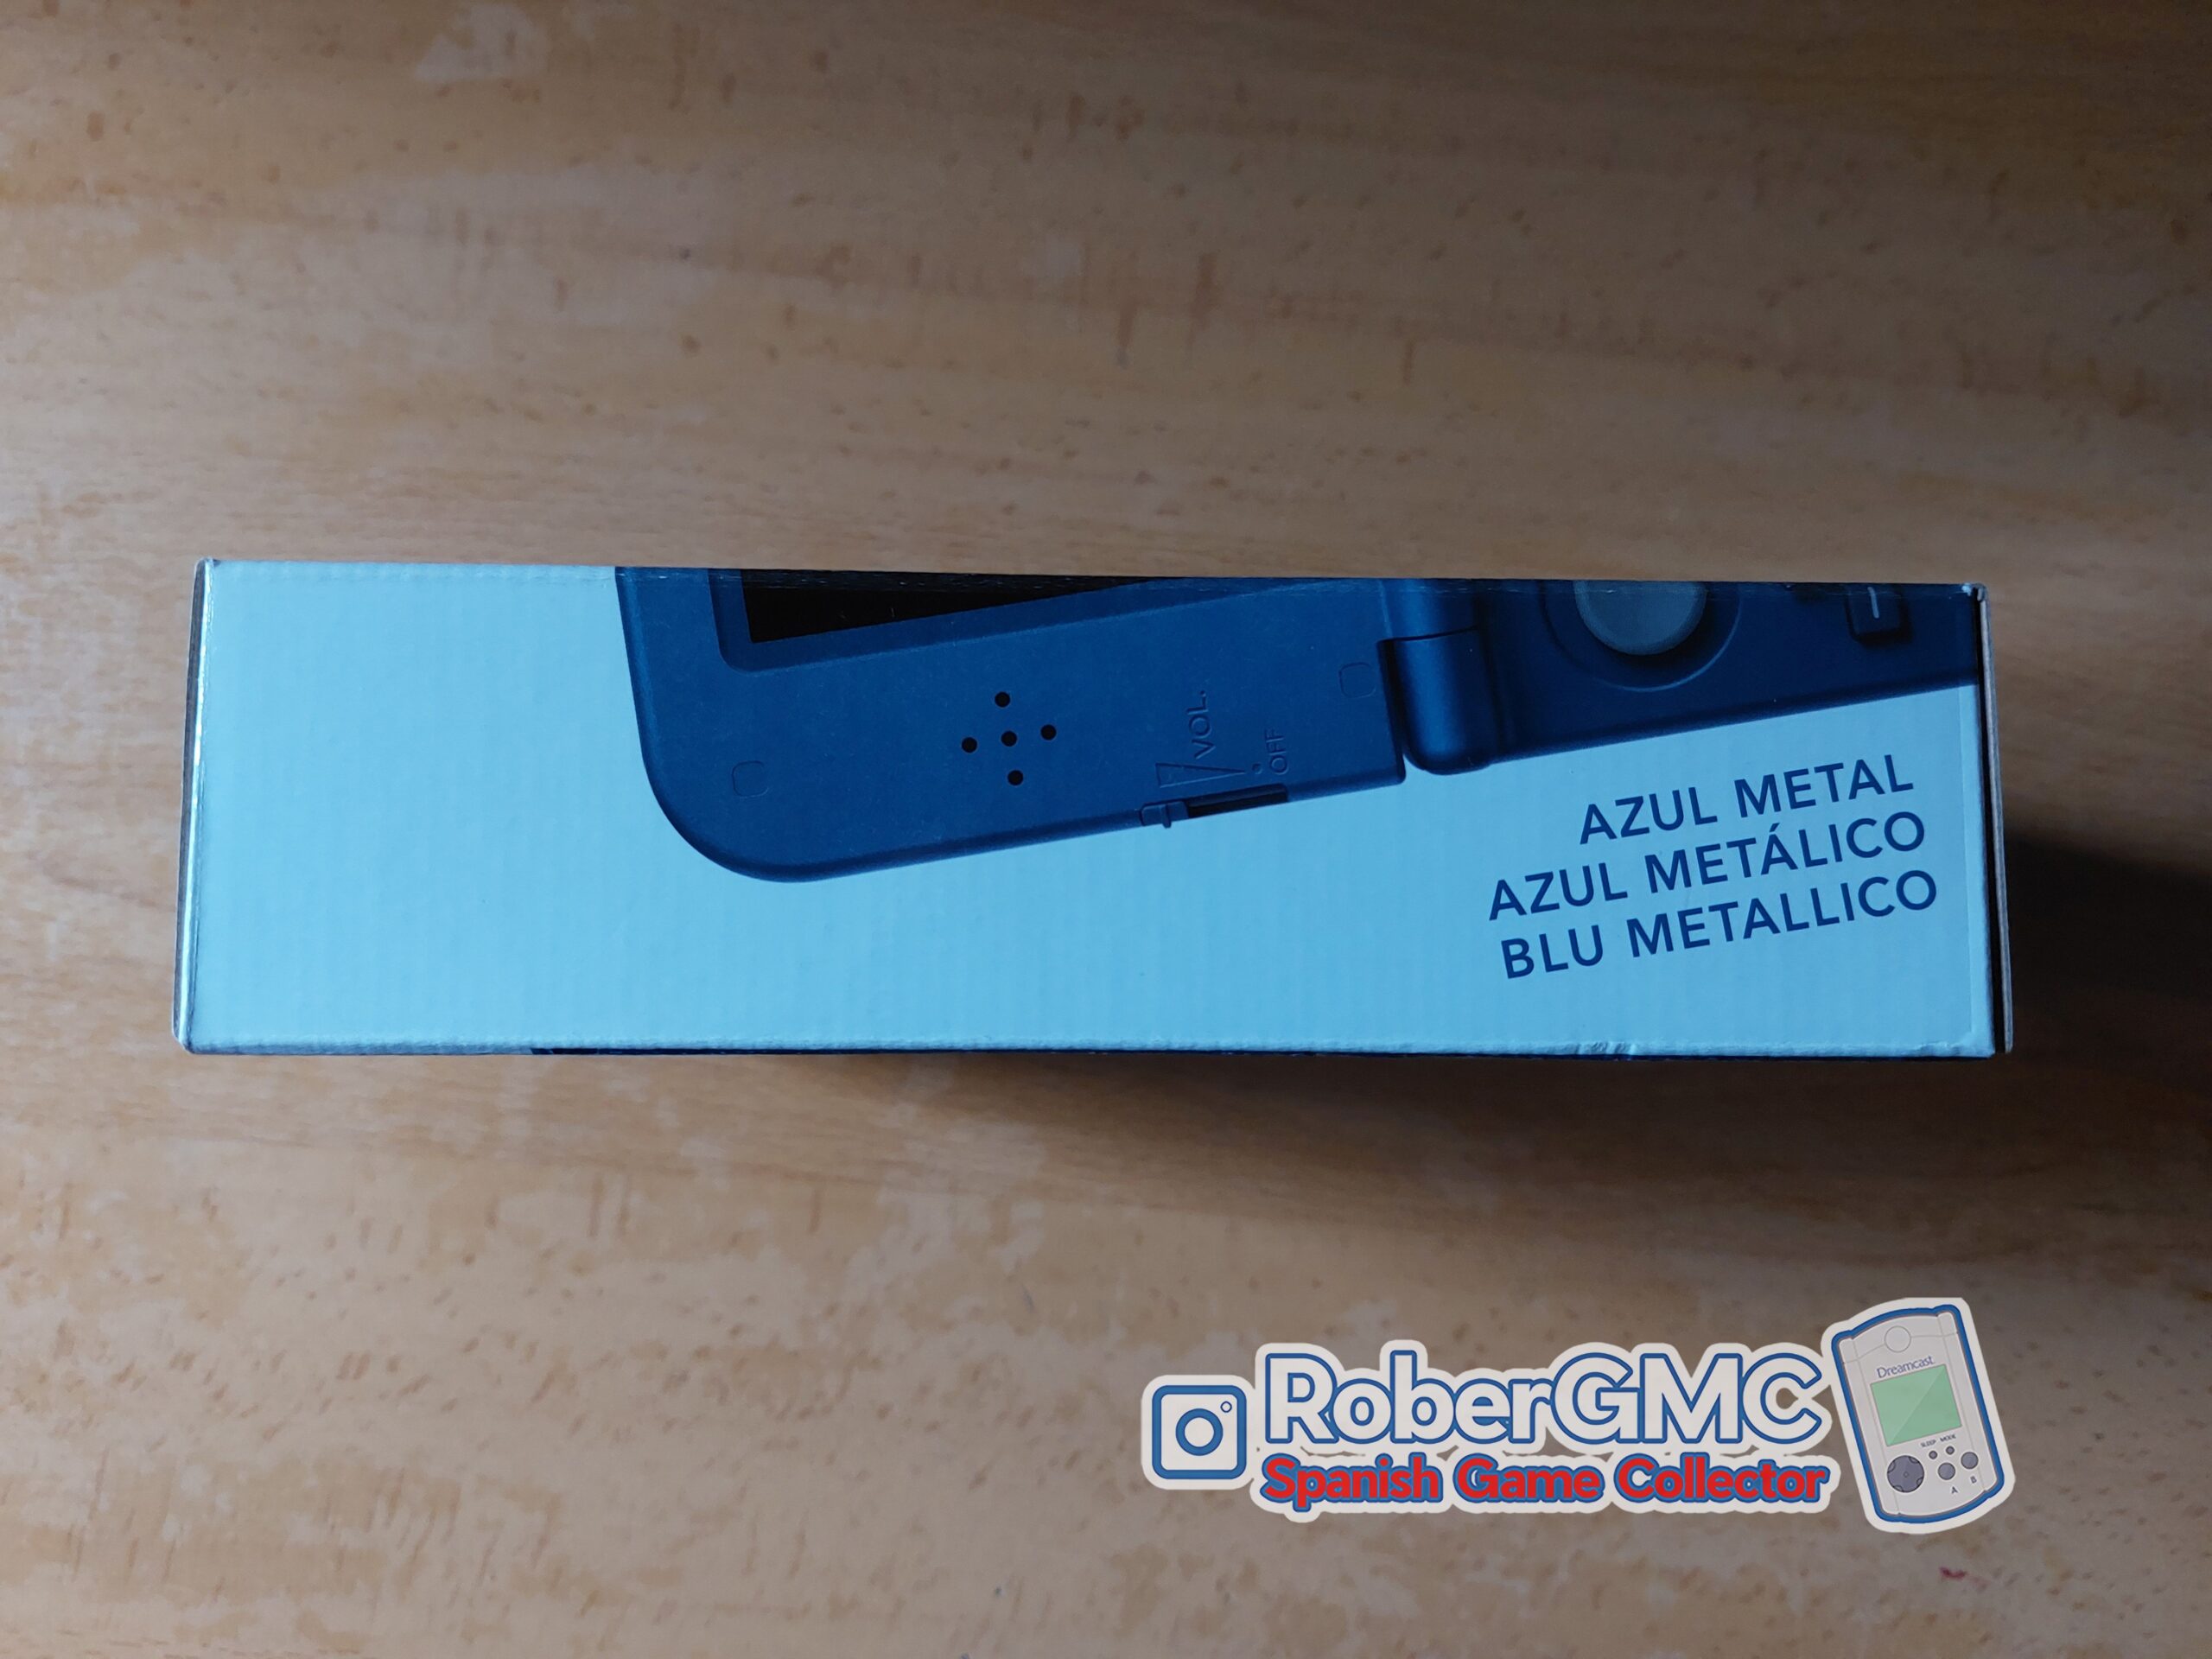 VOL.
OFF
AZUL METAL
AZUL METÁLICO
BLU METALLICO
RoberGMC
Spanish Game Collector
Dreamcast
SLEEP MODE
A
B